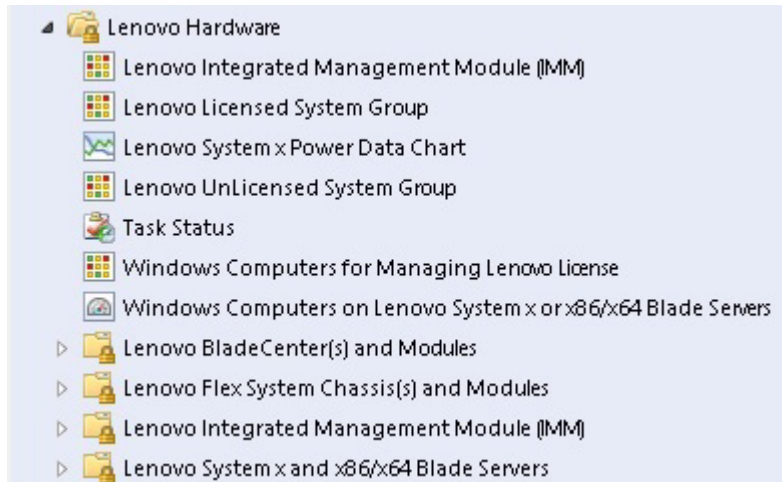 Lenovo Hardware
Lenovo Integrated Management Module (IMM)
Lenovo Licensed System Group
Lenovo System x Power Data Chart
Lenovo UnLicensed System Group
Task Status
Windows Computers for Managing Lenovo License
Windows Computers on Lenovo System x or x86/x64 Blade Servers
Lenovo BladeCenter(s) and Modules
Lenovo Flex System Chassis(s) and Modules
Lenovo Integrated Management Module (IMM)
Lenovo System x and x86/x64 Blade Servers